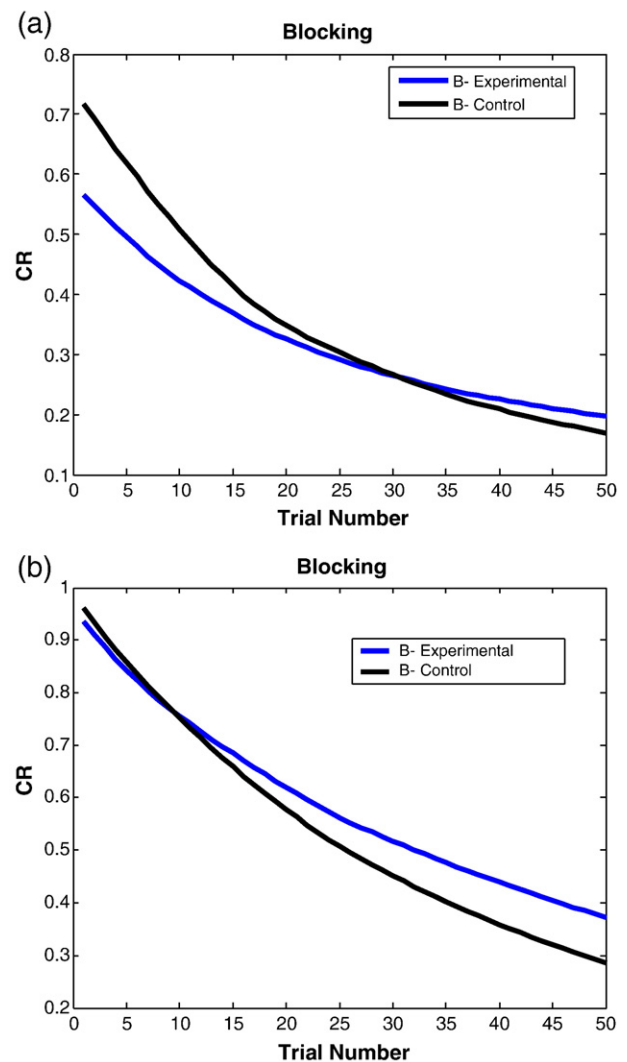 (a)
Blocking
0.8
0.7
0.6
0.5
0.4
0.3
0.2
0.1
CR
B- Experimental
B- Control
0 5 10 15 20 25 30 35 40 45 50
Trial Number
(b)
Blocking
1
0.9
0.8
0.7
0.6
0.5
0.4
0.3
0.2
CR
B- Experimental
B- Control
0 5 10 15 20 25 30 35 40 45 50
Trial Number